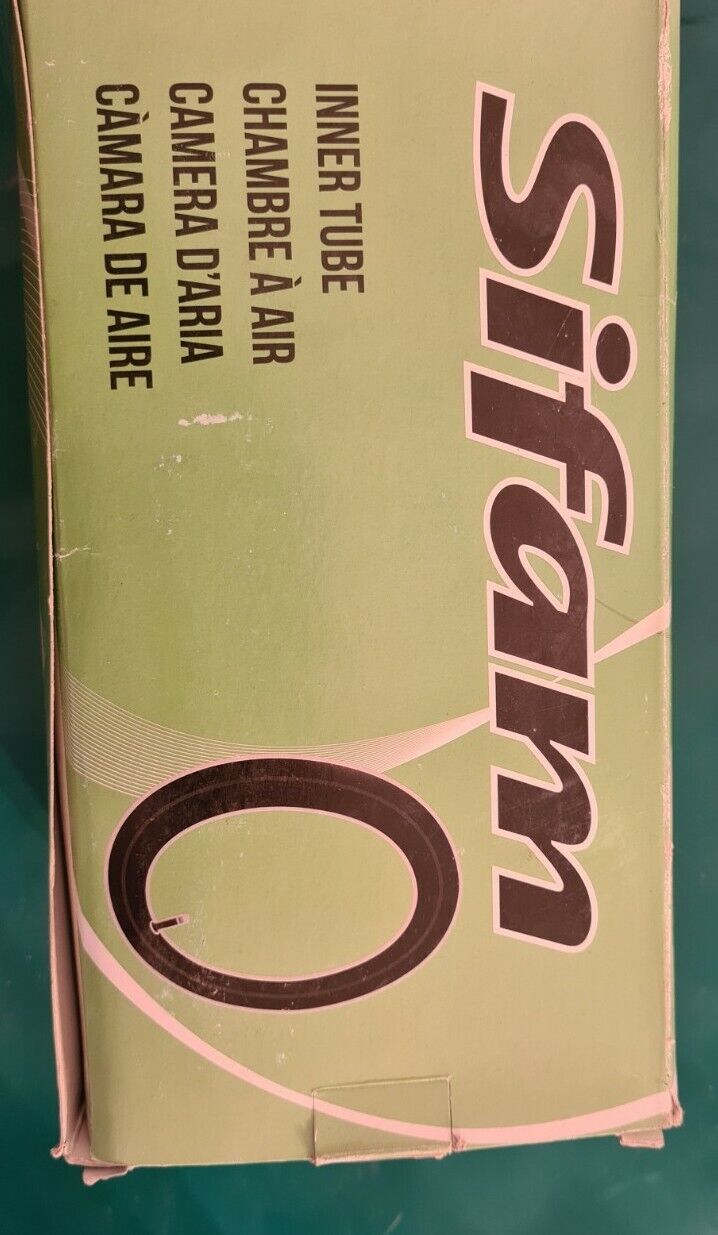 Sifam
INNER TUBE
CHAMBRE À AIR
CAMERA D'ARIA
CÀMARA DE AIRE